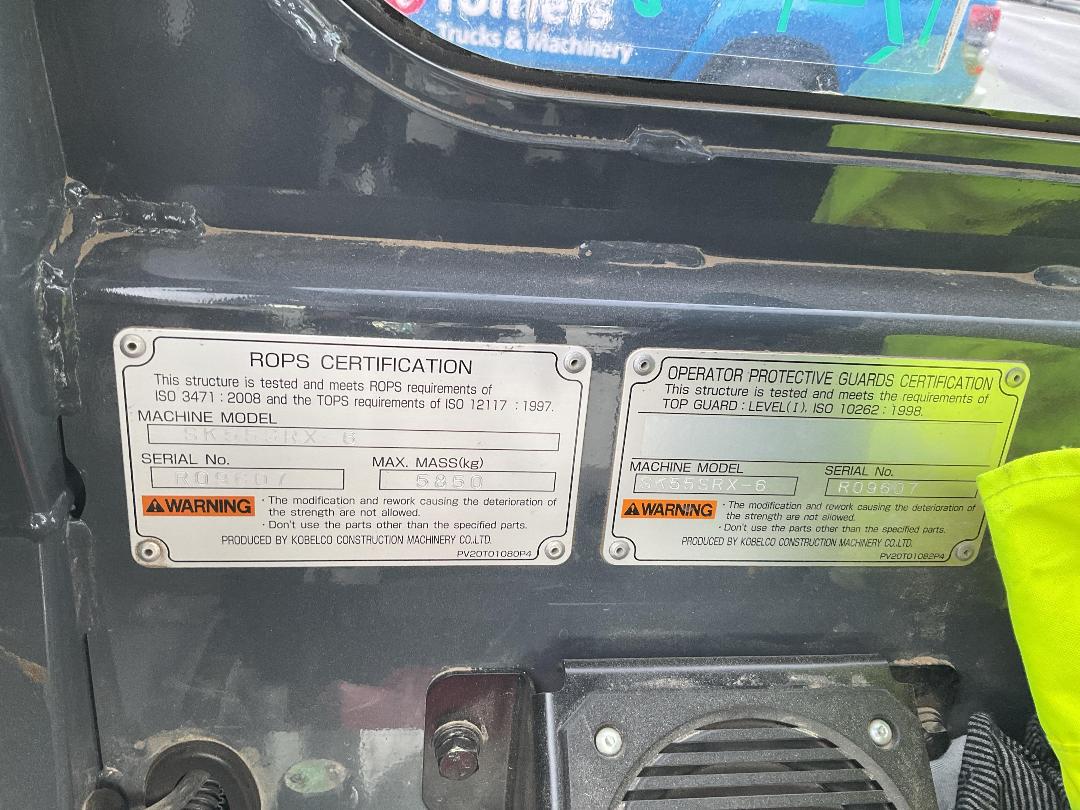 Trucks & Machinery
ROPS CERTIFICATION
This structure is tested and meets ROPS requirements of
ISO 3471 : 2008 and the TOPS requirements of ISO 12117 : 1997.
MACHINE MODEL
SK55SRX-6
SERIAL No.
R09607
MAX. MASS(kg)
5850
WARNING
· The modification and rework causing the deterioration of
the strength are not allowed.
· Don't use the parts other than the specified parts.
PRODUCED BY KOBELCO CONSTRUCTION MACHINERY CO.,LTD.
PV20T01080P4
OPERATOR PROTECTIVE GUARDS CERTIFICATION
This structure is tested and meets the requirements of
TOP GUARD : LEVEL(I), ISO 10262 : 1998.
MACHINE MODEL
SK55SRX-6
SERIAL No.
R09607
WARNING
· The modification and rework causing the deterioration of
the strength are not allowed.
· Don't use the parts other than the specified parts.
PRODUCED BY KOBELCO CONSTRUCTION MACHINERY CO.,LTD.
PV20T01082P4